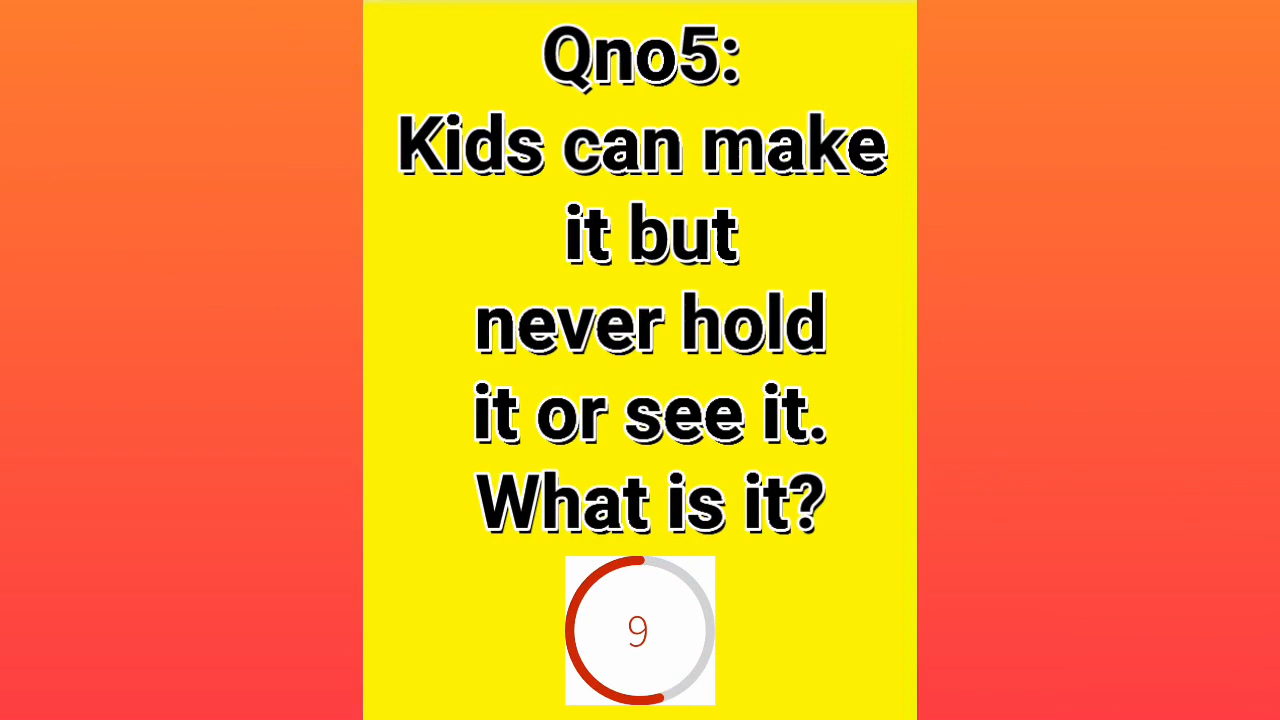 Qno5:
Kids can make
it but
never hold
it or see it.
What is it?
9